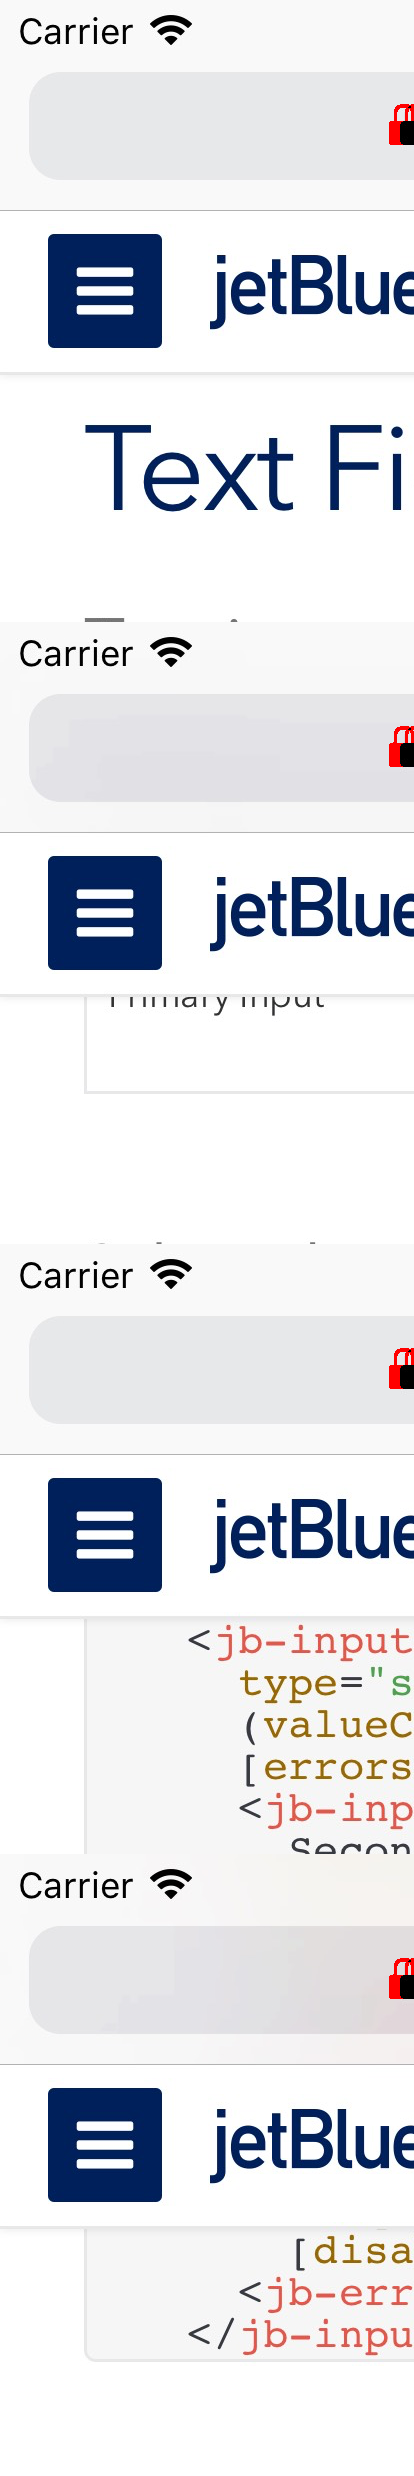 Carrier
jetBlue
Text Fi
Carrier
jetBlue
Primary Input
Carrier
jetBlue
<jb-input
type="s
(valueC
[errors
<jb-inp
Secon
Carrier
jetBlue
[disa
<jb-err
</jb-inpu